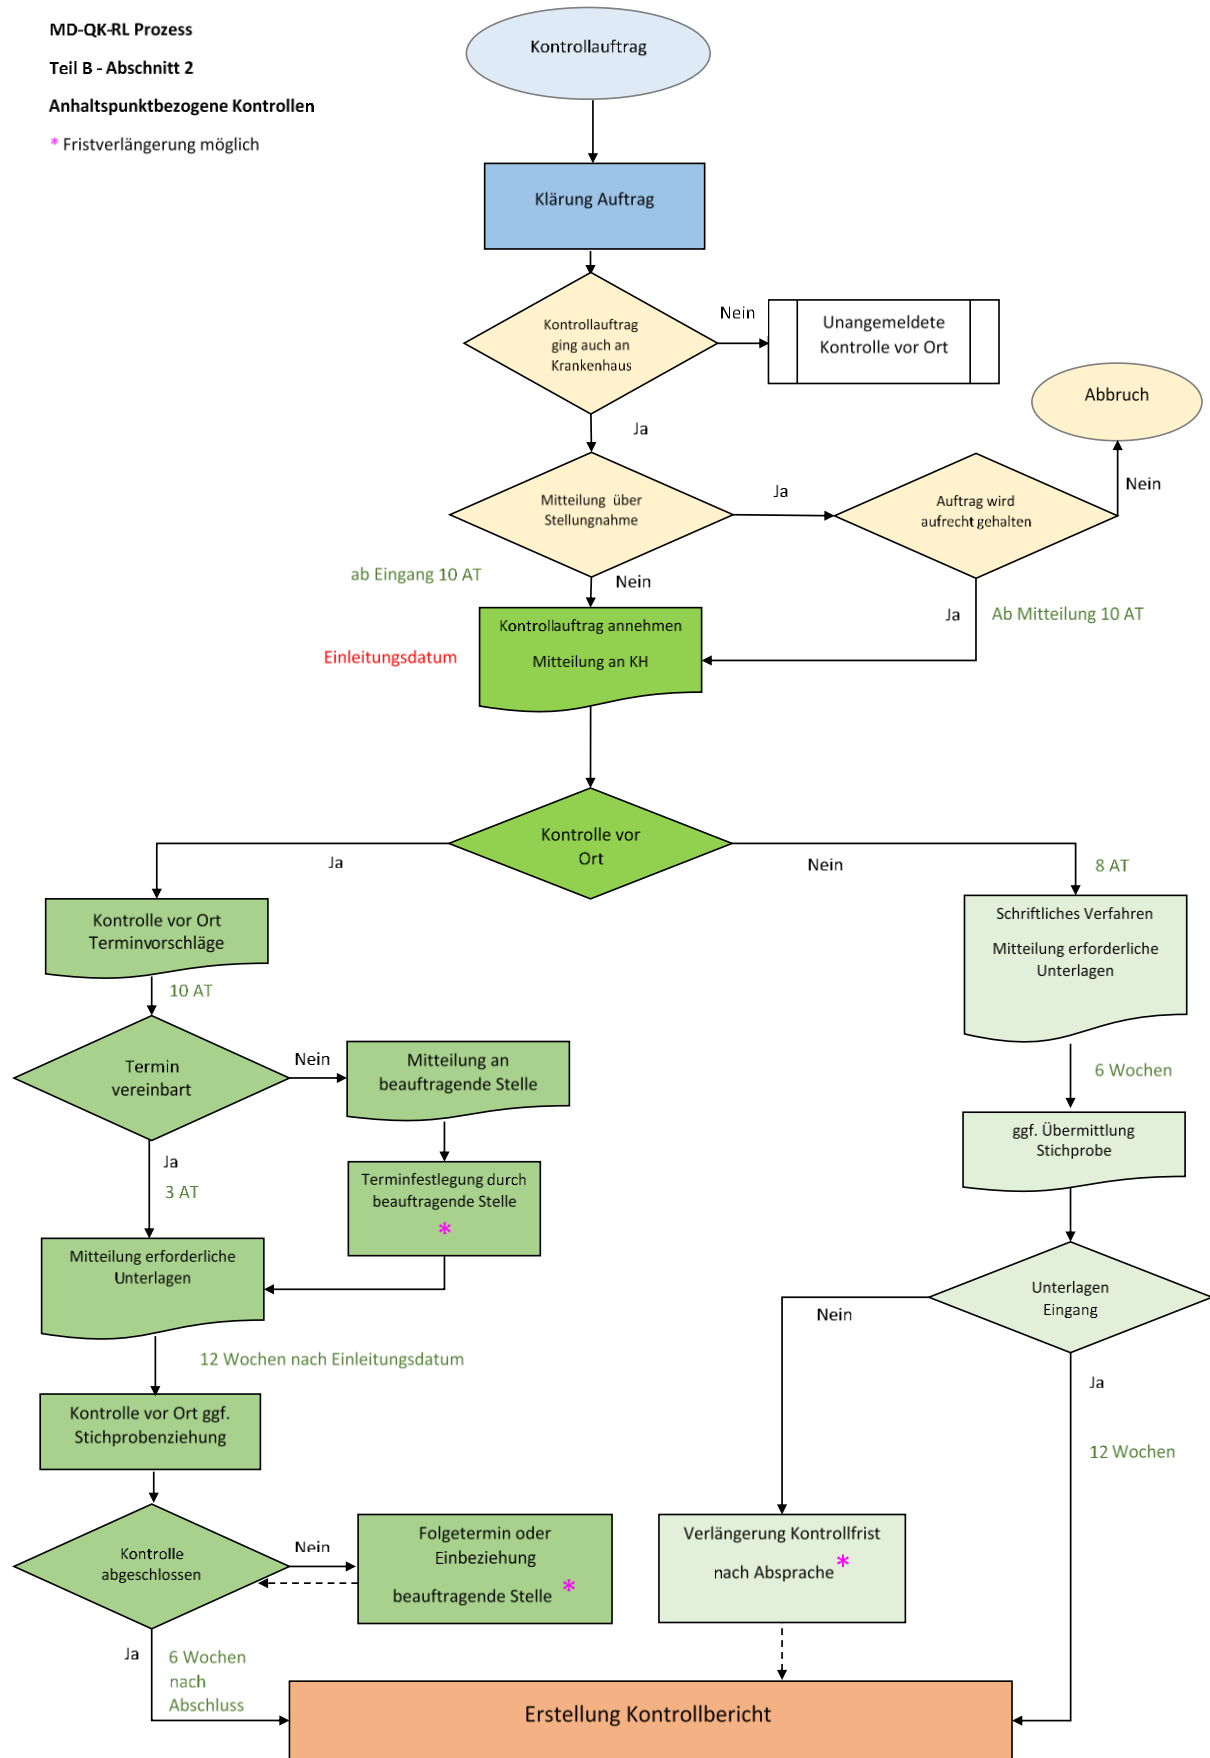 MD-QK-RL Prozess
Teil B - Abschnitt 2
Anhaltspunktbezogene Kontrollen
* Fristverlängerung möglich
Kontrollauftrag
Klärung Auftrag
Kontrollauftrag
ging auch an
Krankenhaus
Nein
Unangemeldete
Kontrolle vor Ort
Abbruch
Ja
Mitteilung über
Stellungnahme
Ja
Auftrag wird
aufrecht gehalten
Nein
ab Eingang 10 AT
Nein
Ja
Ab Mitteilung 10 AT
Kontrollauftrag annehmen
Mitteilung an KH
Einleitungsdatum
Kontrolle vor
Ort
Ja
Nein
8 AT
Kontrolle vor Ort
Terminvorschläge
10 AT
Schriftliches Verfahren
Mitteilung erforderliche
Unterlagen
Termin
vereinbart
Nein
Mitteilung an
beauftragende Stelle
6 Wochen
ggf. Übermittlung
Stichprobe
Ja
3 AT
Terminfestlegung durch
beauftragende Stelle
*
Mitteilung erforderliche
Unterlagen
Unterlagen
Eingang
Nein
Ja
12 Wochen nach Einleitungsdatum
Kontrolle vor Ort ggf.
Stichprobenziehung
12 Wochen
Kontrolle
abgeschlossen
Nein
Folgetermin oder
Einbeziehung
beauftragende Stelle *
Verlängerung Kontrollfrist
nach Absprache *
Ja
6 Wochen
nach
Abschluss
Erstellung Kontrollbericht